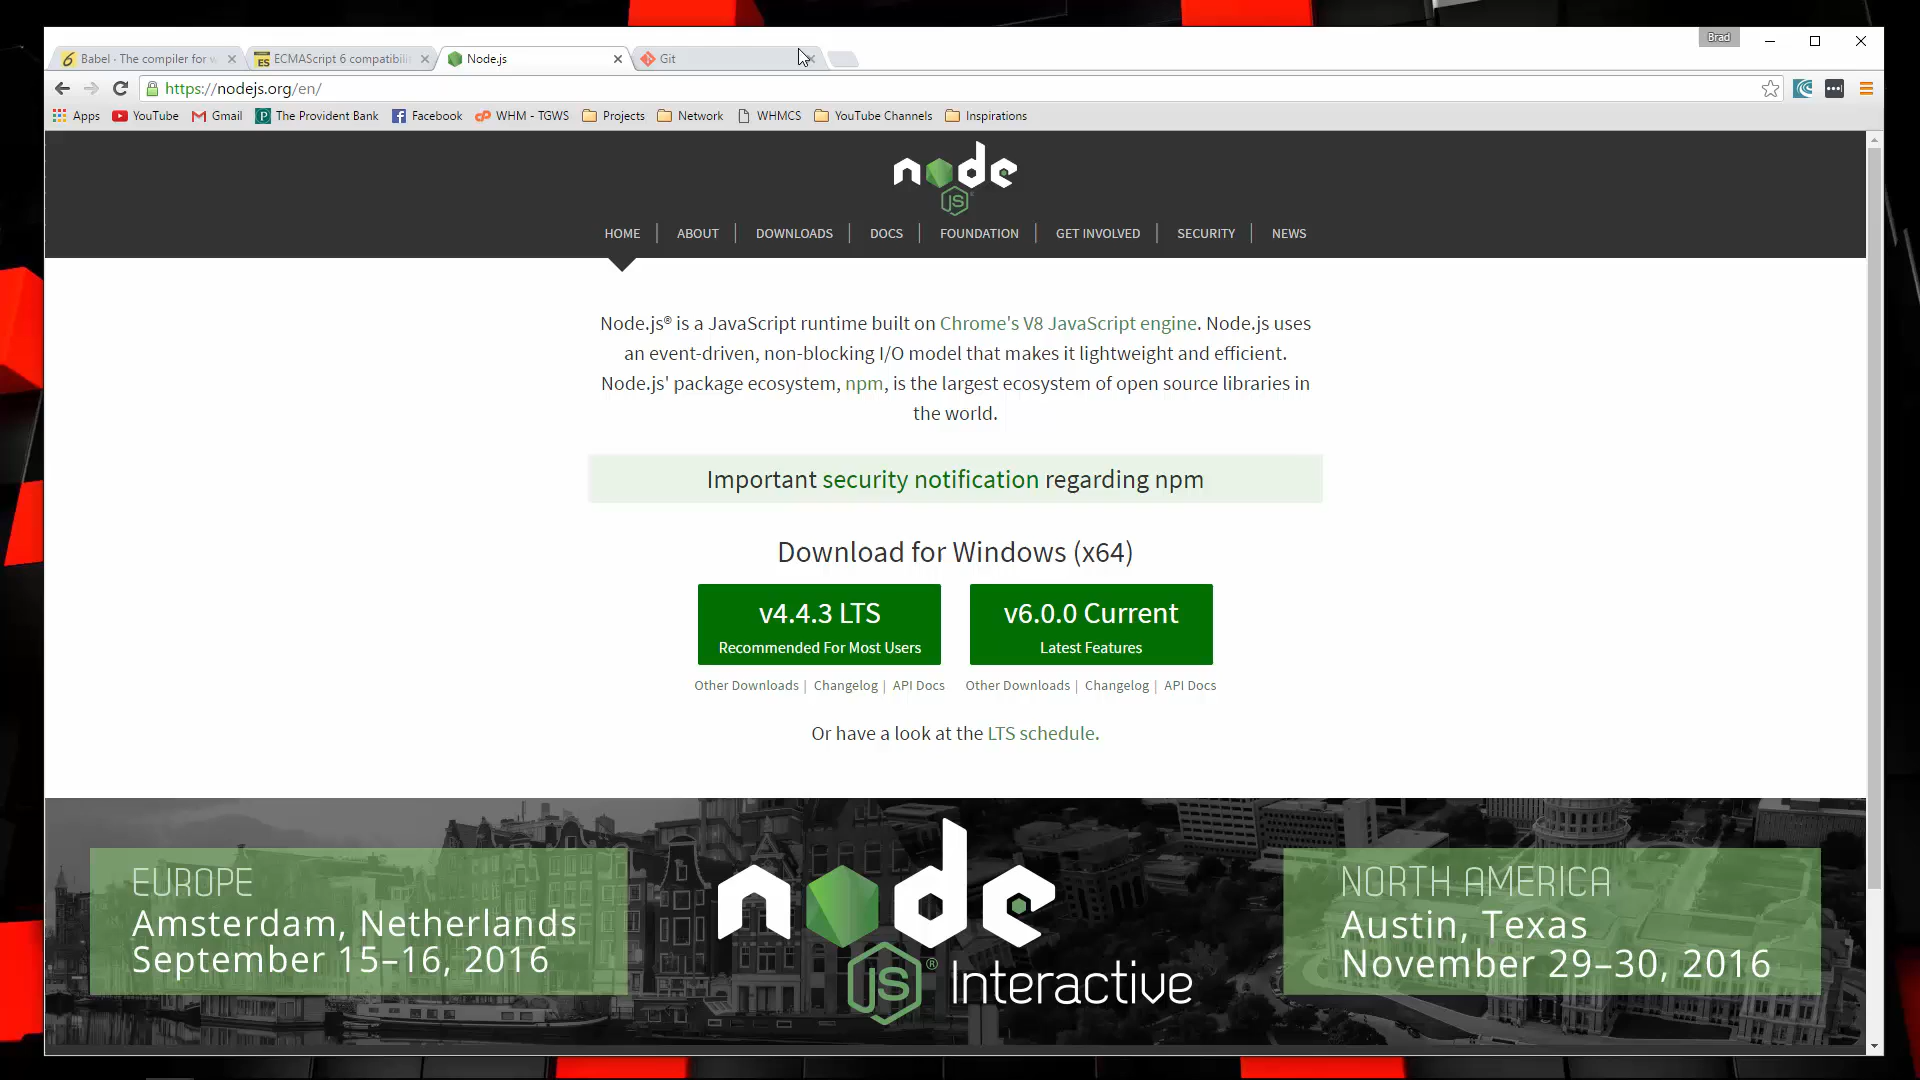 Brad
Babel · The compiler for w
ECMAScript 6 compatibili
Node.js
Git
https://nodejs.org/en/
Apps
YouTube
Gmail
The Provident Bank
Facebook
WHM - TGWS
Projects
Network
WHMCS
YouTube Channels
Inspirations
node
JS
HOME
ABOUT
DOWNLOADS
DOCS
FOUNDATION
GET INVOLVED
SECURITY
NEWS
Node.js® is a JavaScript runtime built on Chrome's V8 JavaScript engine. Node.js uses
an event-driven, non-blocking I/O model that makes it lightweight and efficient.
Node.js' package ecosystem, npm, is the largest ecosystem of open source libraries in
the world.
Important security notification regarding npm
Download for Windows (x64)
v4.4.3 LTS
Recommended For Most Users
v6.0.0 Current
Latest Features
Other Downloads | Changelog | API Docs
Other Downloads | Changelog | API Docs
Or have a look at the LTS schedule.
EUROPE
Amsterdam, Netherlands
September 15–16, 2016
node
JS® Interactive
NORTH AMERICA
Austin, Texas
November 29–30, 2016